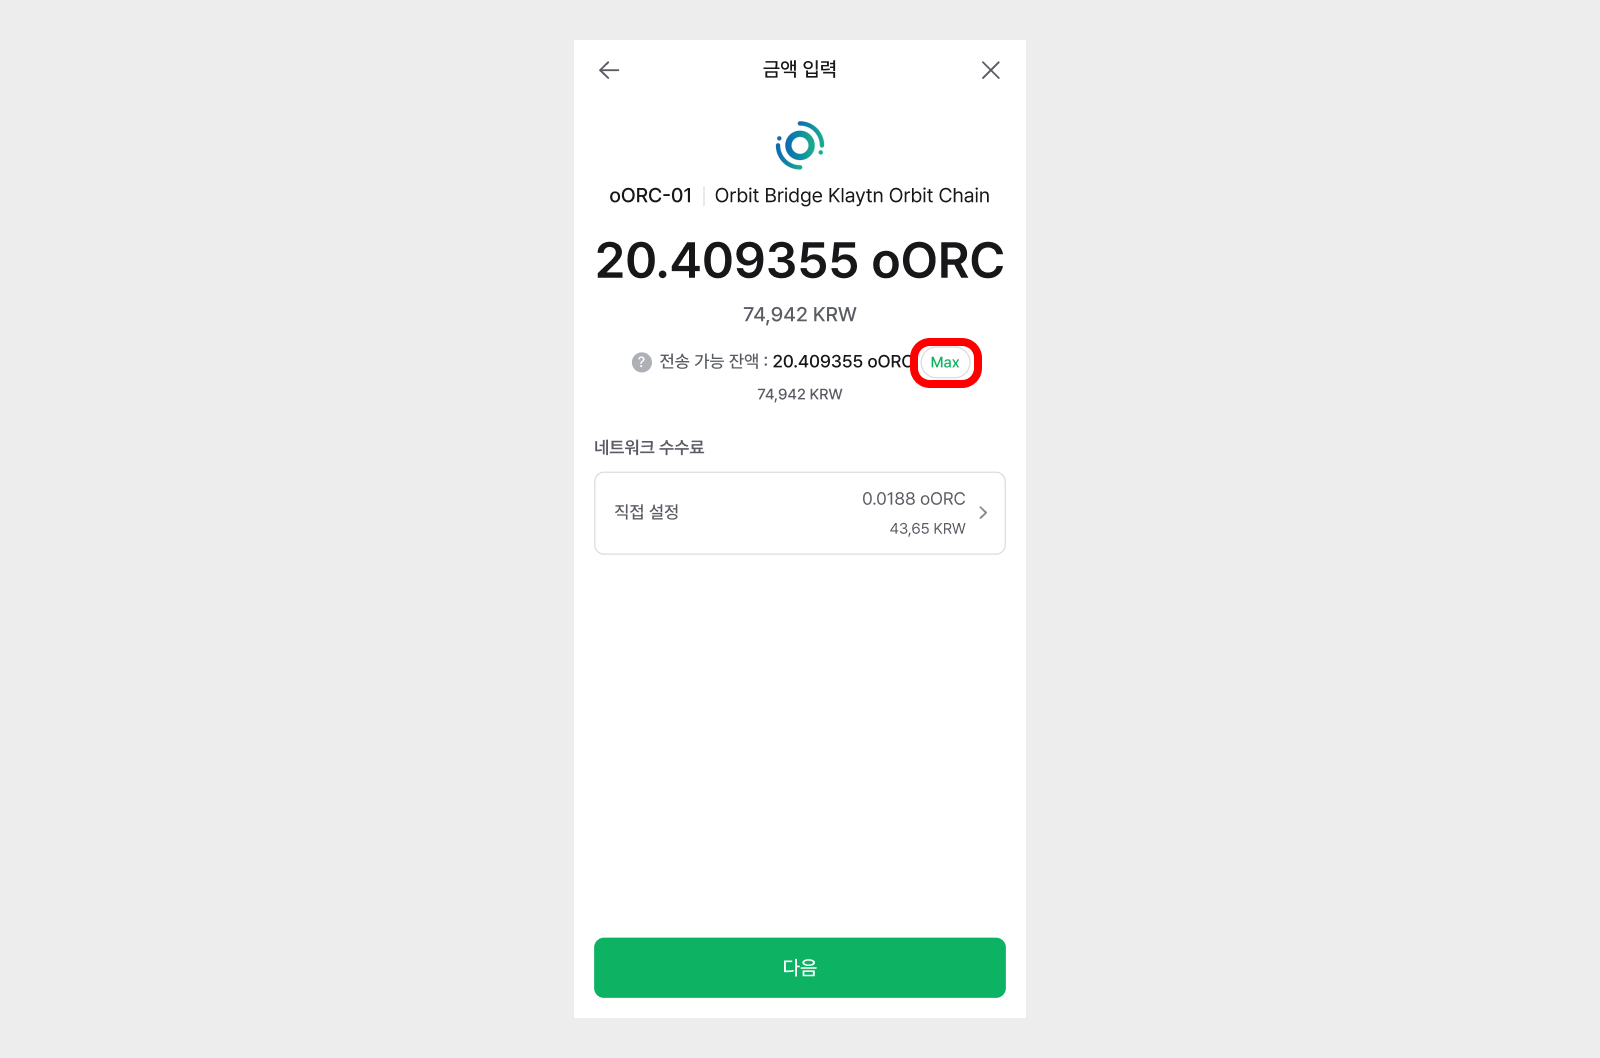 금액 입력
oORC-01 Orbit Bridge Klaytn Orbit Chain
20.409355 oORC
74,942 KRW
? 전송 가능 잔액 : 20.409355 oORC Max
74,942 KRW
네트워크 수수료
직접 설정 0.0188 oORC
43,65 KRW
다음